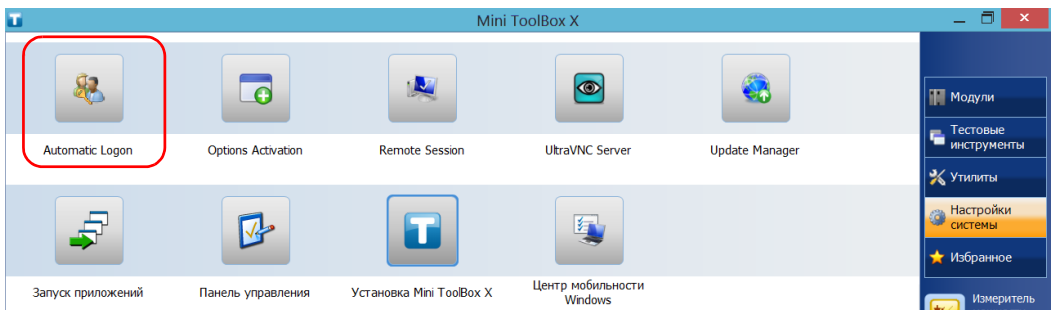 Mini ToolBox X
Automatic Logon
Options Activation
Remote Session
UltraVNC Server
Update Manager
Запуск приложений
Панель управления
Установка Mini ToolBox X
Центр мобильности
Windows
Модули
Тестовые
инструменты
Утилиты
Настройки
системы
Избранное
Измеритель